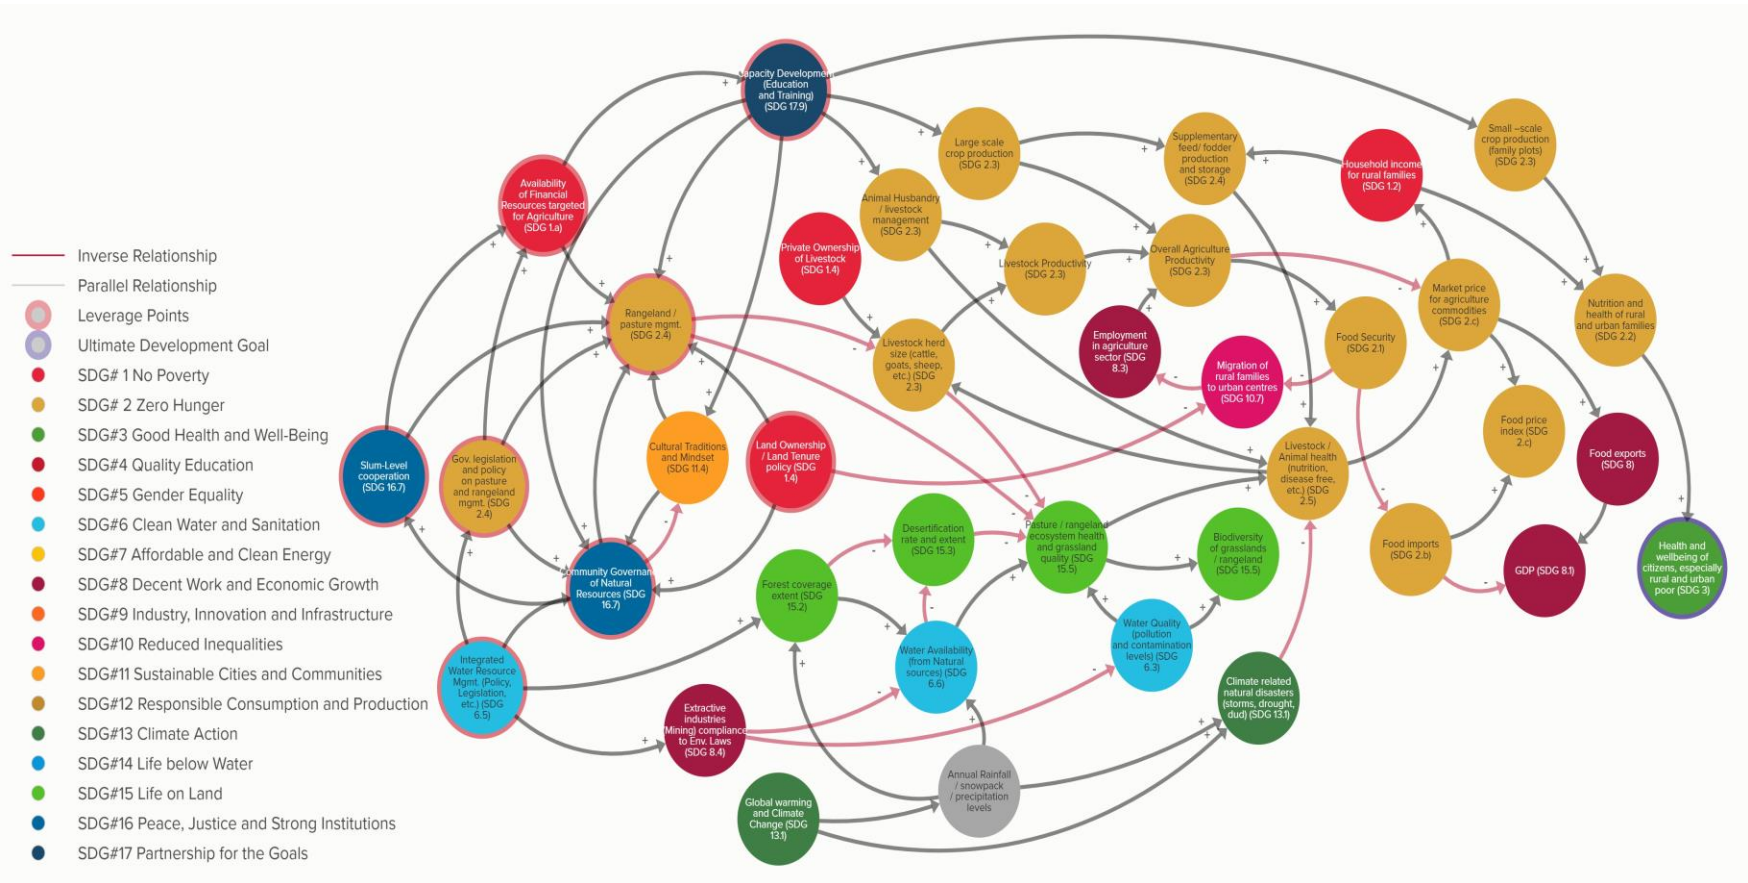 Inverse Relationship
Parallel Relationship
Leverage Points
Ultimate Development Goal
SDG# 1 No Poverty
SDG# 2 Zero Hunger
SDG#3 Good Health and Well-Being
SDG#4 Quality Education
SDG#5 Gender Equality
SDG#6 Clean Water and Sanitation
SDG#7 Affordable and Clean Energy
SDG#8 Decent Work and Economic Growth
SDG#9 Industry, Innovation and Infrastructure
SDG#10 Reduced Inequalities
SDG#11 Sustainable Cities and Communities
SDG#12 Responsible Consumption and Production
SDG#13 Climate Action
SDG#14 Life below Water
SDG#15 Life on Land
SDG#16 Peace, Justice and Strong Institutions
SDG#17 Partnership for the Goals
Capacity Development
(Education
and Training)
(SDG 17.9)
Availability
of Financial
Resources targeted
for Agriculture
(SDG 1.a)
Large scale
crop production
(SDG 2.3)
Supplementary
feed/ fodder
production
and storage
(SDG 2.4)
Household income
for rural families
(SDG 1.2)
Small –scale
crop production
(family plots)
(SDG 2.3)
Animal Husbandry
/ livestock
management
(SDG 2.3)
Private Ownership
of Livestock
(SDG 1.4)
Livestock Productivity
(SDG 2.3)
Overall Agriculture
Productivity
(SDG 2.3)
Market price
for agriculture
commodities
(SDG 2.c)
Nutrition and
health of rural
and urban families
(SDG 2.2)
Rangeland /
pasture mgmt.
(SDG 2.4)
Livestock herd
size (cattle,
goats, sheep,
etc.) (SDG
2.3)
Employment
in agriculture
sector (SDG
8.3)
Food Security
(SDG 2.1)
Migration of
rural families
to urban centres
(SDG 10.7)
Food price
index (SDG
2.c)
Food exports
(SDG 8)
Slum-Level
cooperation
(SDG 16.7)
Gov. legislation
and policy
on pasture
and rangeland
mgmt. (SDG
2.4)
Cultural Traditions
and Mindset
(SDG 11.4)
Land Ownership
/ Land Tenure
policy (SDG
1.4)
Livestock /
Animal health
(nutrition,
disease free,
etc.) (SDG
2.5)
Desertification
rate and extent
(SDG 15.3)
Pasture / rangeland
ecosystem health
and grassland
quality (SDG
15.5)
Biodiversity
of grasslands
/ rangeland
(SDG 15.5)
Food imports
(SDG 2.b)
GDP (SDG 8.1)
Health and
wellbeing of
citizens, especially
rural and urban
poor (SDG 3)
Community Governan
of Natural
Resources (SDG
16.7)
Forest coverage
extent (SDG
15.2)
Water Availability
(from Natural
sources) (SDG
6.6)
Water Quality
(pollution
and contamination
levels) (SDG
6.3)
Integrated
Water Resource
Mgmt. (Policy,
Legislation,
etc.) (SDG
6.5)
Extractive
industries
(Mining) compliance
to Env. Laws
(SDG 8.4)
Climate related
natural disasters
(storms, drought,
dud) (SDG 13.1)
Annual Rainfall
/ snowpack
/ precipitation
levels
Global warming
and Climate
Change (SDG
13.1)